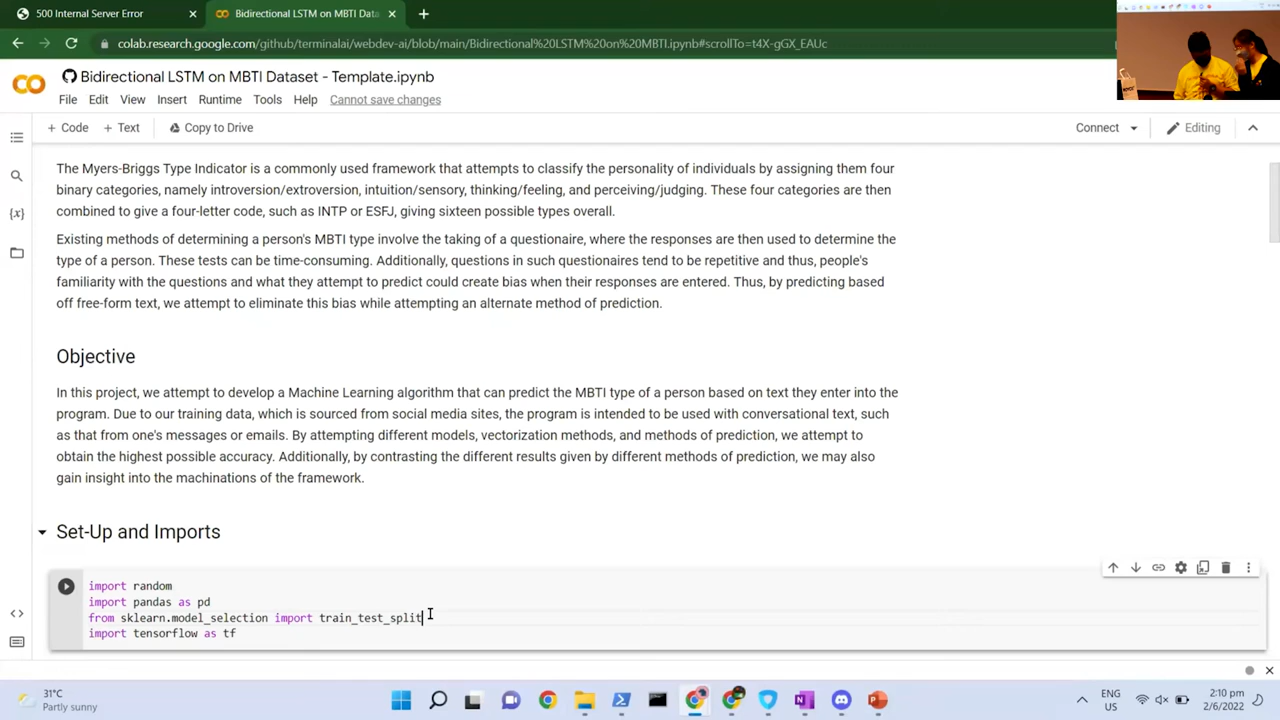 500 Internal Server Error
Bidirectional LSTM on MBTI Data
colab.research.google.com/github/terminalai/webdev-ai/blob/main/Bidirectional%20LSTM%20on%20MBTI.ipynb#scrollTo=t4X-gGX_EAUc
Bidirectional LSTM on MBTI Dataset - Template.ipynb
File Edit View Insert Runtime Tools Help Cannot save changes
+ Code + Text Copy to Drive Connect Editing
The Myers-Briggs Type Indicator is a commonly used framework that attempts to classify the personality of individuals by assigning them four
binary categories, namely introversion/extroversion, intuition/sensory, thinking/feeling, and perceiving/judging. These four categories are then
combined to give a four-letter code, such as INTP or ESFJ, giving sixteen possible types overall.
Existing methods of determining a person's MBTI type involve the taking of a questionaire, where the responses are then used to determine the
type of a person. These tests can be time-consuming. Additionally, questions in such questionaires tend to be repetitive and thus, people's
familiarity with the questions and what they attempt to predict could create bias when their responses are entered. Thus, by predicting based
off free-form text, we attempt to eliminate this bias while attempting an alternate method of prediction.
Objective
In this project, we attempt to develop a Machine Learning algorithm that can predict the MBTI type of a person based on text they enter into the
program. Due to our training data, which is sourced from social media sites, the program is intended to be used with conversational text, such
as that from one's messages or emails. By attempting different models, vectorization methods, and methods of prediction, we attempt to
obtain the highest possible accuracy. Additionally, by contrasting the different results given by different methods of prediction, we may also
gain insight into the machinations of the framework.
Set-Up and Imports
import random
import pandas as pd
from sklearn.model_selection import train_test_split
import tensorflow as tf
31°C
Partly sunny
ENG
US
2:10 pm
2/6/2022